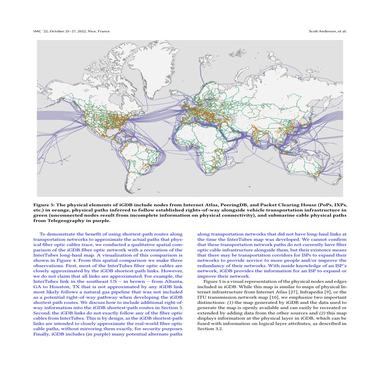 IMC '22, October 25–27, 2022, Nice, France
Scott Anderson, et al.
Figure 5: The physical elements of iGDB include nodes from Internet Atlas, PeeringDB, and Packet Clearing House (PoPs, IXPs,
etc.) in orange, physical paths inferred to follow established rights-of-way alongside vehicle transportation infrastructure in
green (unconnected nodes result from incomplete information on physical connectivity), and submarine cable physical paths
from Telegeography in purple.
To demonstrate the benefit of using shortest-path routes along
transportation networks to approximate the actual paths that phys-
ical fiber optic cables trace, we conducted a qualitative spatial com-
parison of the iGDB fiber optic network with a recreation of the
InterTubes long-haul map. A visualization of this comparison is
shown in Figure 4. From this spatial comparison we make three
observations. First, most of the InterTubes fiber optic cables are
closely approximated by the iGDB shortest-path links. However,
we do not claim that all links are approximated. For example, the
InterTubes link in the southeast US – in brown – from Atlanta,
GA to Houston, TX that is not approximated by any iGDB link
most likely follows a natural gas pipeline that was not included
as a potential right-of-way pathway when developing the iGDB
shortest-path routes. We discuss how to include additional right-of-
way information into the iGDB shortest-path routes in Section 5.
Second, the iGDB links do not exactly follow any of the fiber optic
cables from InterTubes. This is by design, as the iGDB shortest-path
links are intended to closely approximate the real-world fiber optic
cable paths, without mirroring them exactly, for security purposes.
Finally, iGDB includes (in purple) many potential alternate paths
along transportation networks that did not have long-haul links at
the time the InterTubes map was developed. We cannot confirm
that these transportation network paths do not currently have fiber
optic cable infrastructure alongside them, but their existence means
that there may be transportation corridors for ISPs to expand their
networks to provide service to more people and/or improve the
redundancy of their networks. With inside knowledge of an ISP's
network, iGDB provides the information for an ISP to expand or
improve their network.
Figure 5 is a visual representation of the physical nodes and edges
included in iGDB. While this map is similar to maps of physical In-
ternet infrastructure from Internet Atlas [27], Infrapedia [9], or the
ITU transmission network map [10], we emphasize two important
distinctions: (1) the map generated by iGDB and the data used to
generate the map is openly available and can easily be recreated or
extended by adding data from the other sources and (2) this map
displays information at the physical layer in iGDB, which can be
fused with information on logical layer attributes, as described in
Section 3.2.